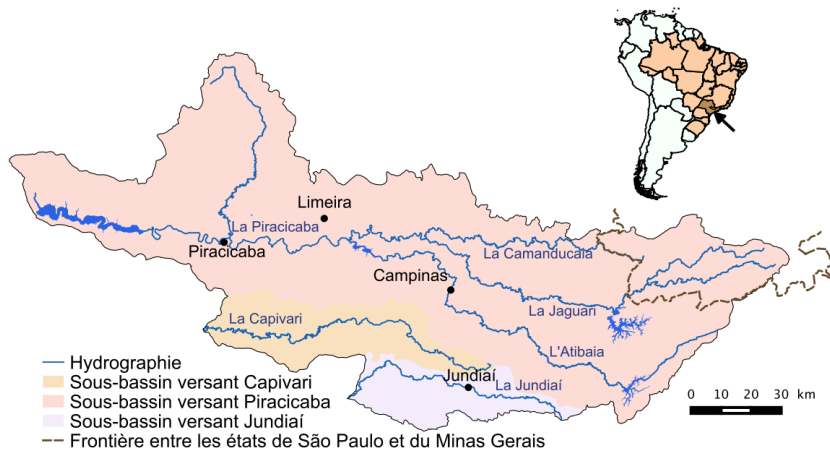 Limeira
La Piracicaba
Piracicaba
La Camanducaia
Campinas
La Jaguari
La Capivari
L'Atibaia
Jundiaí
La Jundiaí
Hydrographie
Sous-bassin versant Capivari
Sous-bassin versant Piracicaba
Sous-bassin versant Jundiaí
Frontière entre les états de São Paulo et du Minas Gerais
0 10 20 30 km